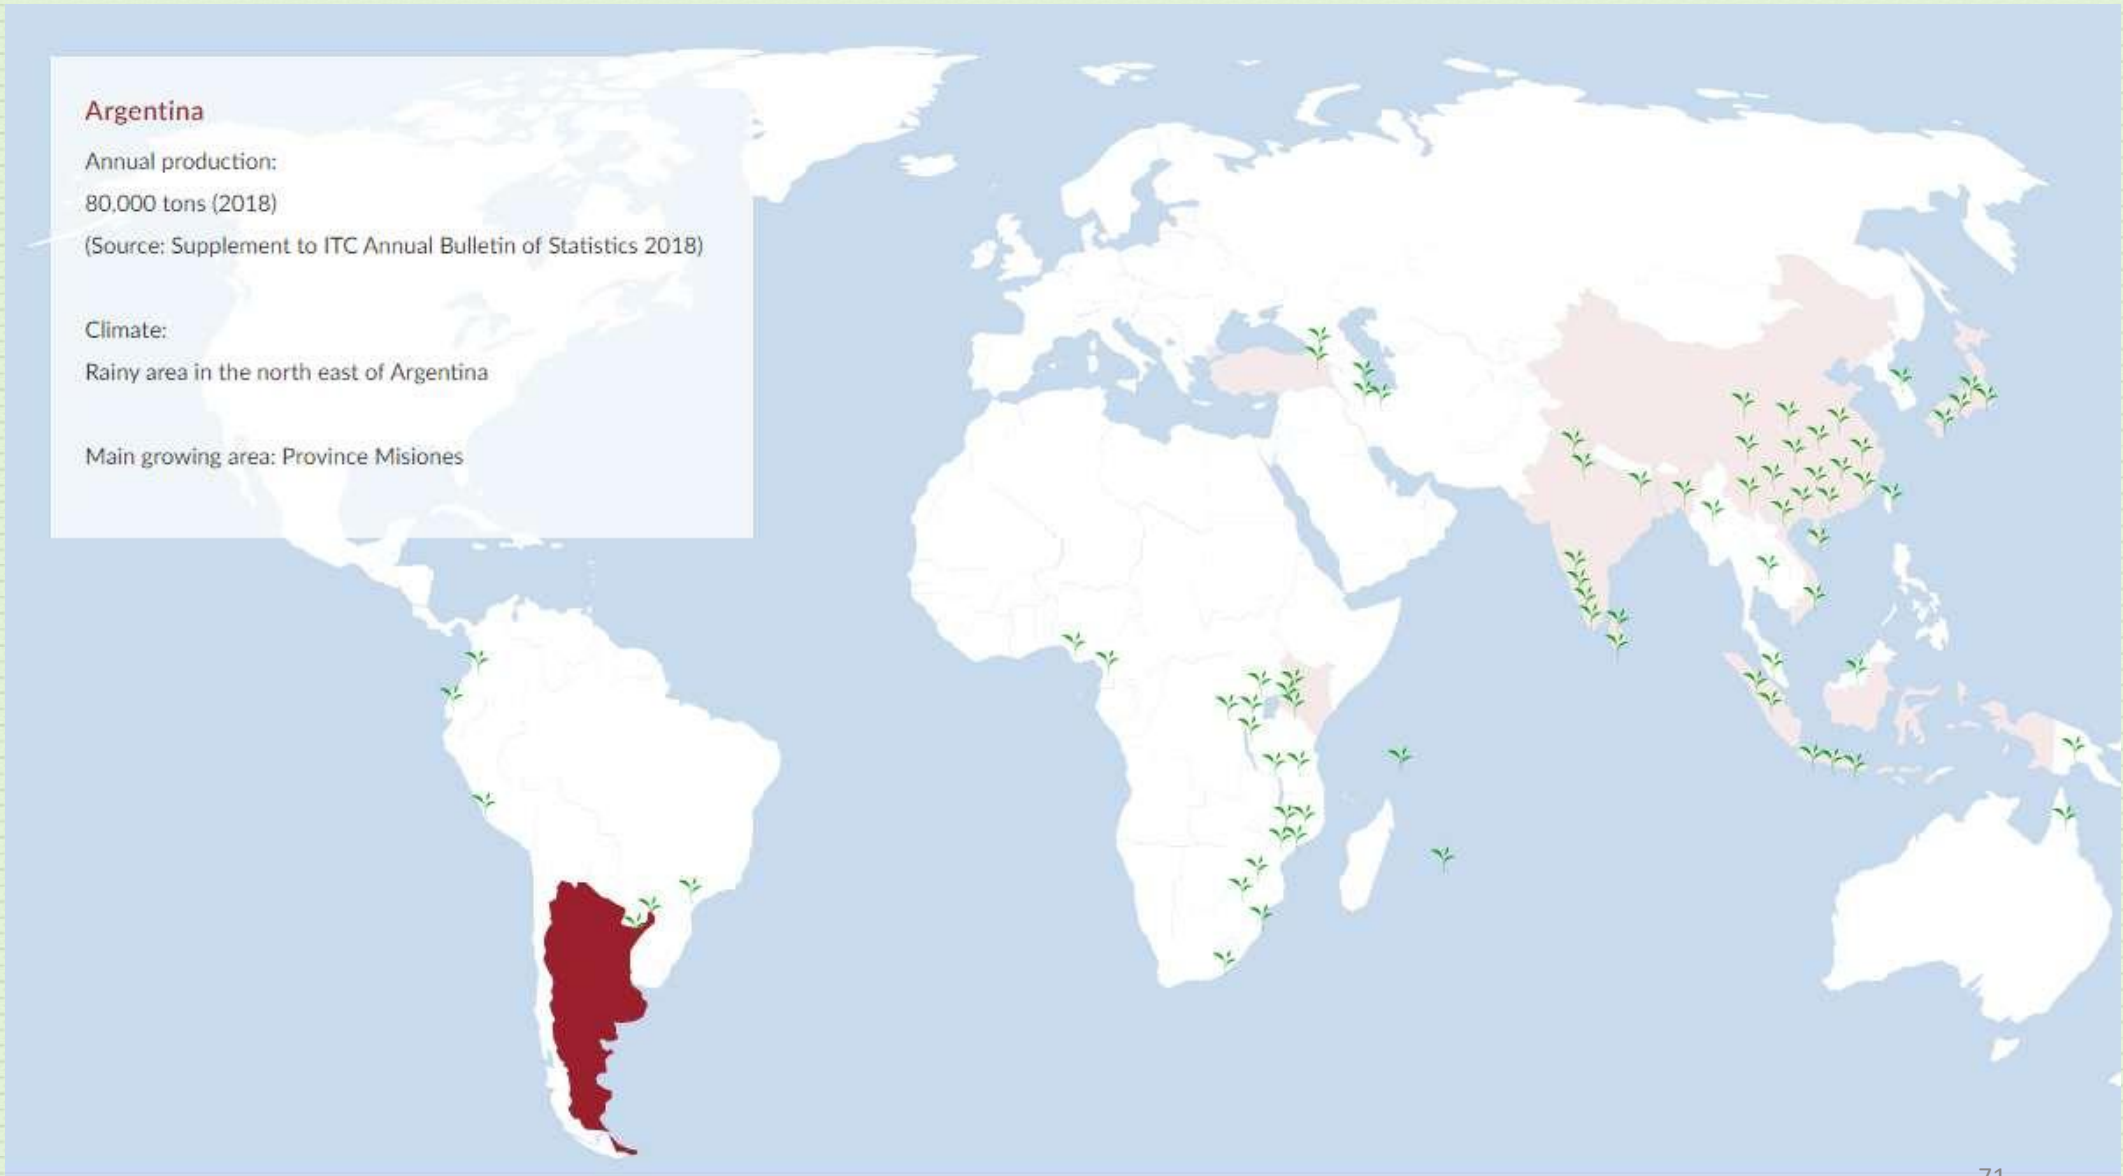 Argentina
Annual production:
80,000 tons (2018)
(Source: Supplement to ITC Annual Bulletin of Statistics 2018)
Climate:
Rainy area in the north east of Argentina
Main growing area: Province Misiones
71